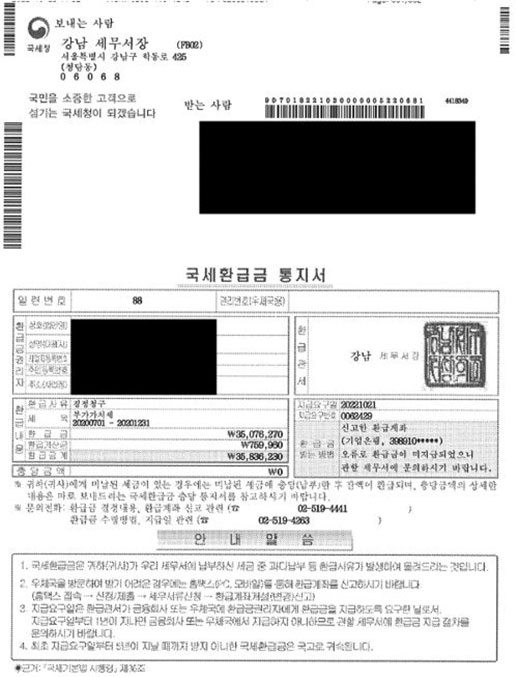 보내는 사람
국세청
강남 세무서장 (FB02)
서울특별시 강남구 학동로 425
(청담동)
06068
국민을 소중한 고객으로
섬기는 국세청이 되겠습니다
받는 사람
4418349
국세환급금 통지서
일 련 번 호 88 관리번호(우체국용)
환급금권리자
상호(법인명)
성명(대표자)
사업자등록번호
주민등록번호
주소(사업장)
환급관서
강남 세무서장
환급내용
환급사유 경정청구
세 목 부가가치세
20200701 - 20201231
환 급 금 ₩35,076,270
환급가산금 ₩759,960
환급금계 ₩35,836,230
충 당 금 액 ₩0
지급요구일 20221021
지급요구번호 0062429
환 급 금
받는 방법
신고한 환급계좌
(기업은행, 398910*****)
오류로 환급금이 미지급되었으니
관할 세무서에 문의하시기 바랍니다.
※ 귀하(귀사)에게 미납된 세금이 있는 경우에는 미납된 세금에 충당(납부)한 후 잔액이 환급되며, 충당금액의 상세한
내용은 따로 보내드리는 국세환급금 충당 통지서를 참고하시기 바랍니다.
※ 문의전화: 환급금 결정내용, 환급계좌 신고 관련 (☎ 02-519-4441 )
환급금 수령방법, 지급일 관련 (☎ 02-519-4263 )
안 내 말 씀
1. 국세환급금은 귀하(귀사)가 우리 세무서에 납부하신 세금 중 과다납부 등 환급사유가 발생하여 돌려드리는 것입니다.
2. 우체국을 방문하여 받기 어려운 경우에는 홈택스(PC, 모바일)를 통해 환급계좌를 신고하시기 바랍니다.
(홈택스 접속 → 신청/제출 → 세무서류신청 → 환급계좌개설(변경)신고)
3. 지급요구일은 환급관서가 금융회사 또는 우체국에 환급금권리자에게 환급금을 지급하도록 요구한 날로서,
지급요구일부터 1년이 지나면 금융회사 또는 우체국에서 지급하지 아니하므로 관할 세무서에 환급금 지급 절차를
문의하시기 바랍니다.
4. 최초 지급요구일부터 5년이 지날 때까지 받지 아니한 국세환급금은 국고로 귀속됩니다.
◉근거: 「국세기본법 시행령」 제36조